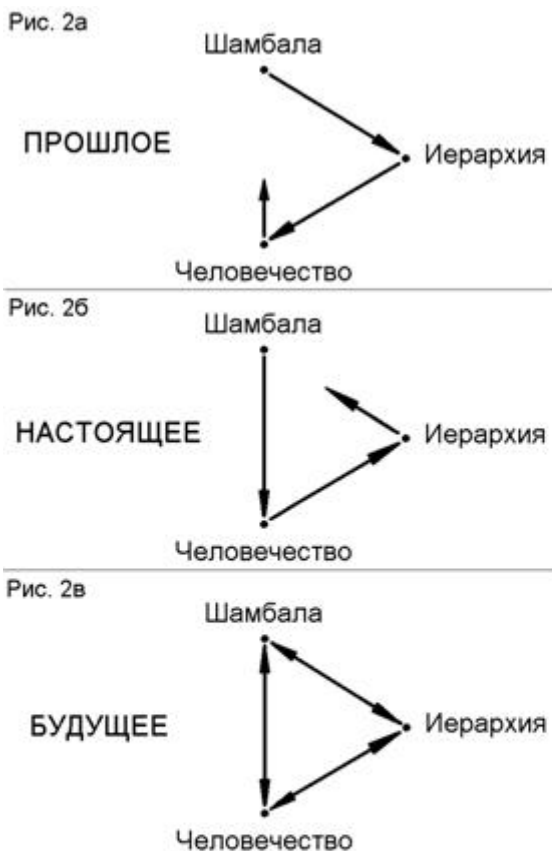 Рис. 2а
Шамбала
ПРОШЛОЕ
Иерархия
Человечество
Рис. 2б
Шамбала
НАСТОЯЩЕЕ
Иерархия
Человечество
Рис. 2в
Шамбала
БУДУЩЕЕ
Иерархия
Человечество